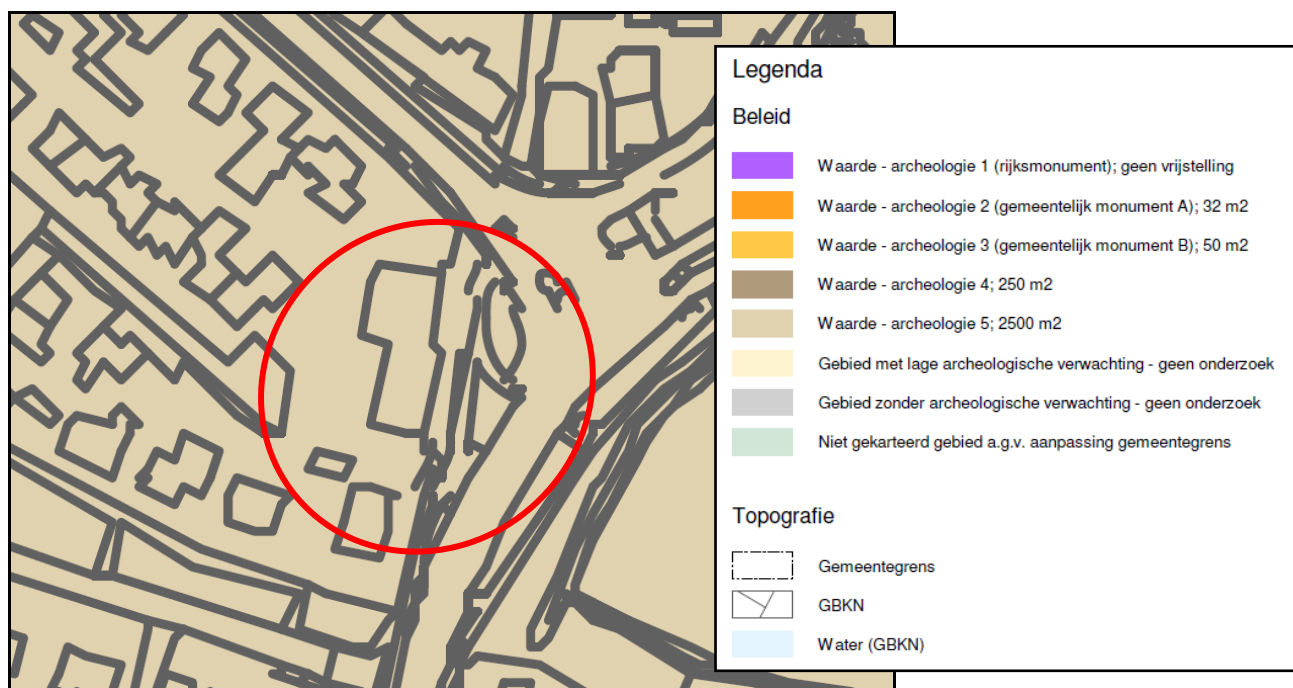 Legenda
Beleid
Waarde - archeologie 1 (rijksmonument); geen vrijstelling
Waarde - archeologie 2 (gemeentelijk monument A); 32 m2
Waarde - archeologie 3 (gemeentelijk monument B); 50 m2
Waarde - archeologie 4; 250 m2
Waarde - archeologie 5; 2500 m2
Gebied met lage archeologische verwachting - geen onderzoek
Gebied zonder archeologische verwachting - geen onderzoek
Niet gekarteerd gebied a.g.v. aanpassing gemeentegrens
Topografie
Gemeentegrens
GBKN
Water (GBKN)